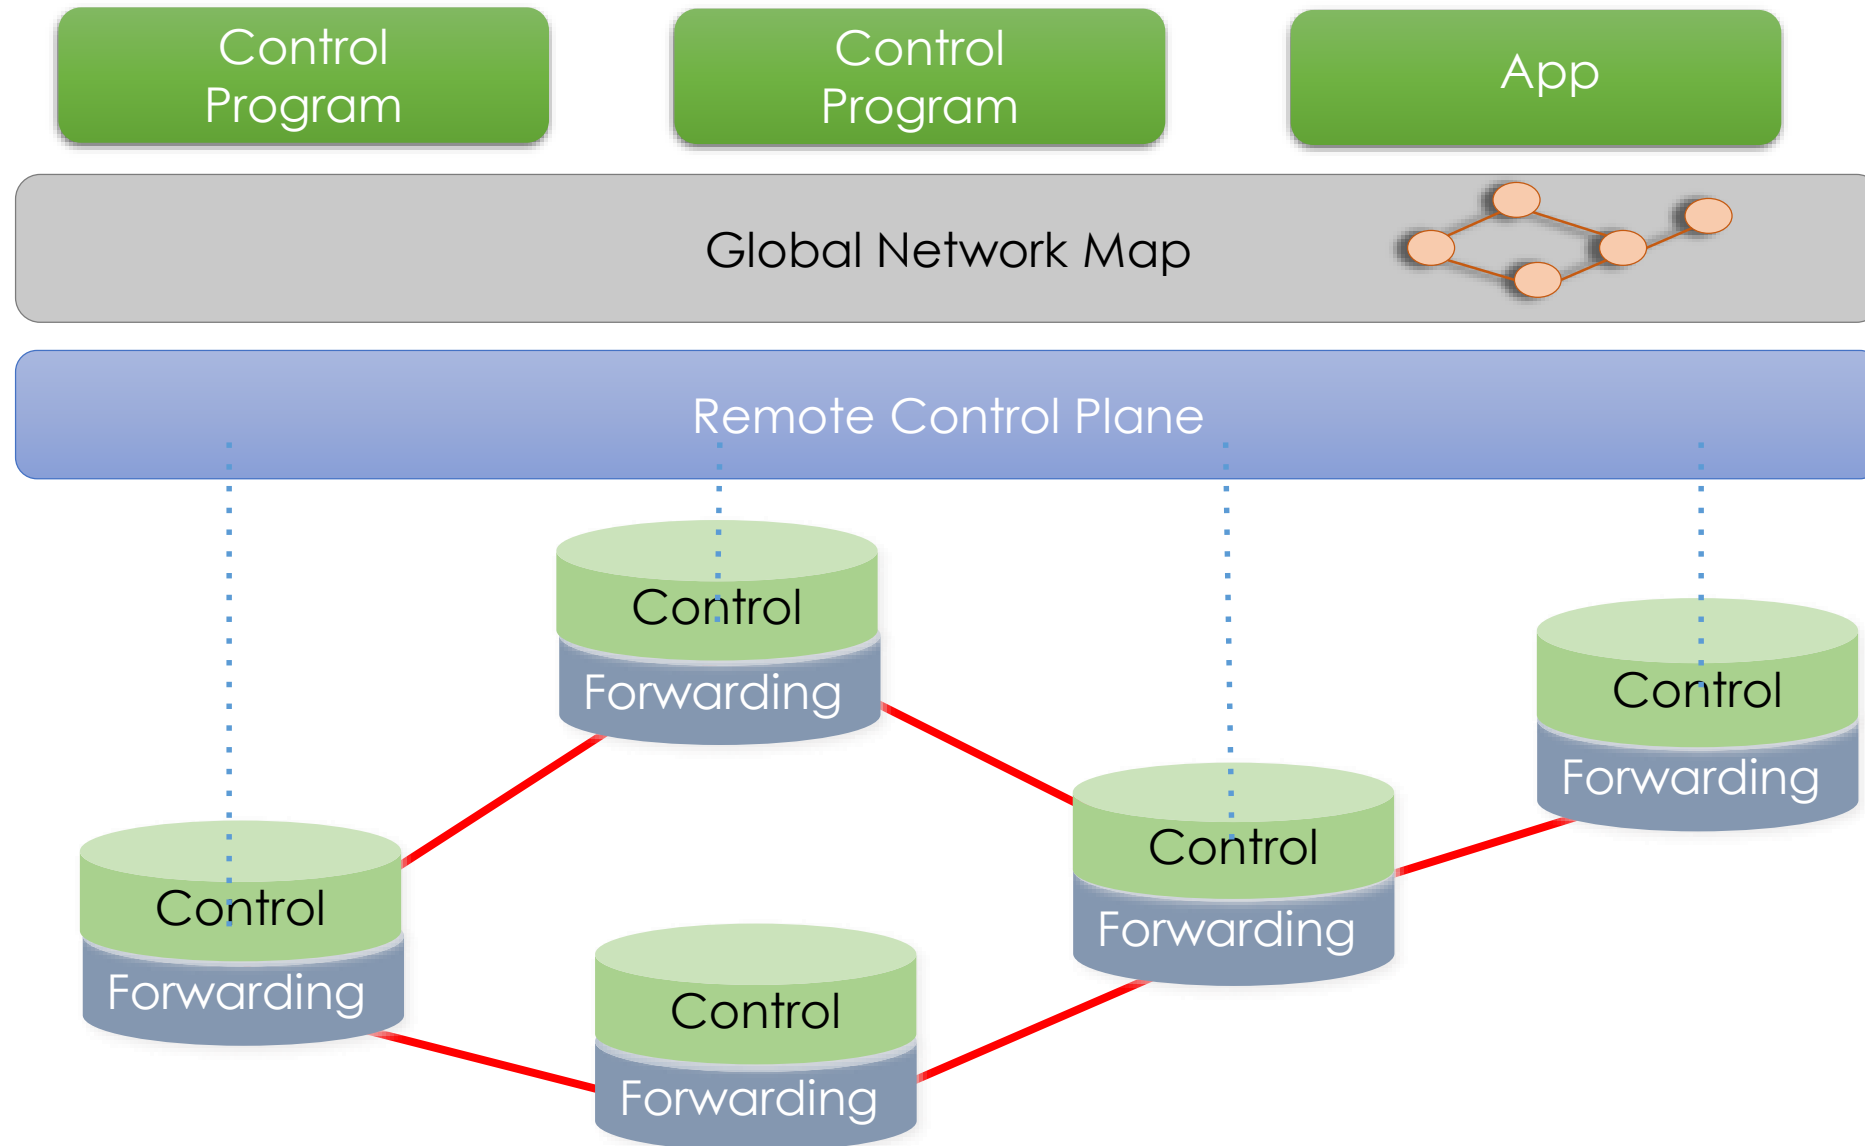 Control
Program
Control
Program
App
Global Network Map
Remote Control Plane
Control
Forwarding
Control
Forwarding
Control
Forwarding
Control
Forwarding
Control
Forwarding